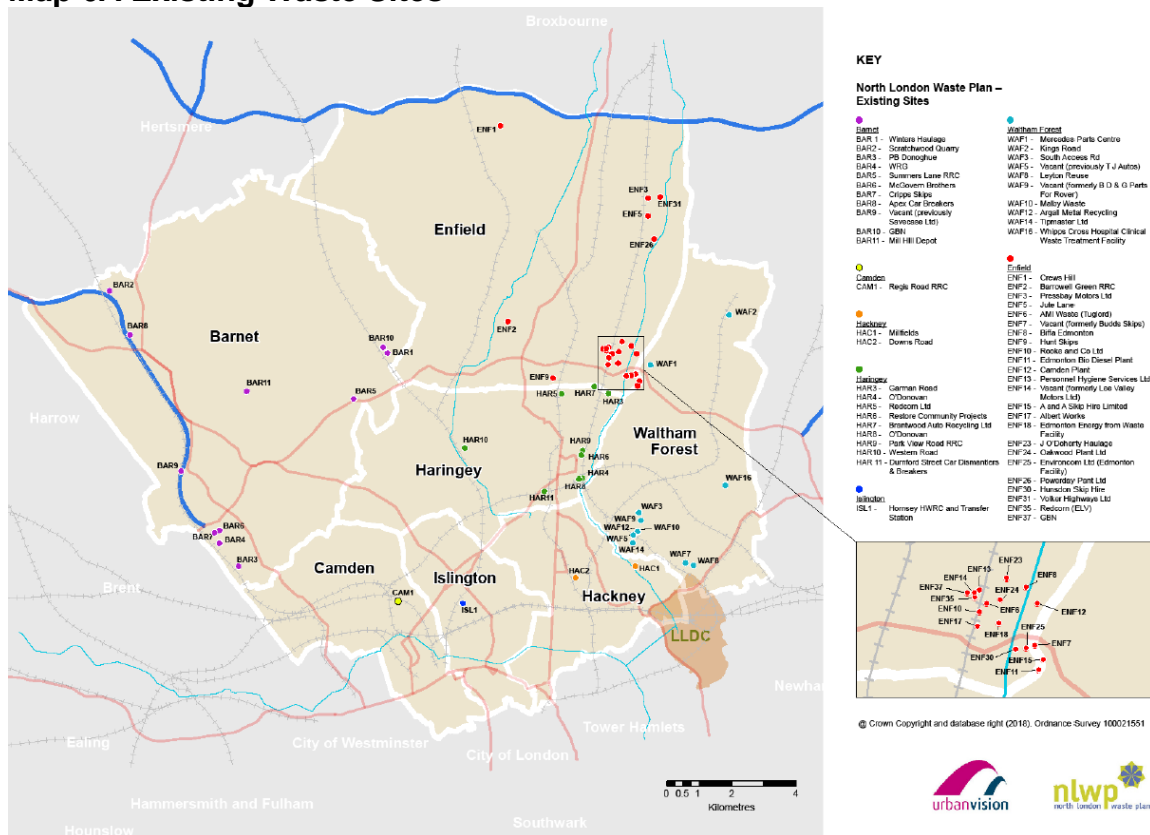 Map 6A Existing Waste Sites
Broxbourne
Hertsmere
ENF1
ENF3
ENF31
ENF5
Enfield
ENF26
BAR2
WAF2
BAR8
ENF2
Barnet
BAR10
BAR1
WAF1
BAR11
BAR5
ENF9
HAR5
HAR7
HAR3
Harrow
Waltham
Forest
HAR10
HAR9
HAR6
Haringey
BAR9
HAR4
HAR8
HAR11
WAF16
WAF3
WAF9
WAF12
WAF10
WAF5
WAF14
BAR6
BAR7
BAR4
BAR3
WAF7
WAF8
Camden
Islington
HAC2
HAC1
Brent
CAM1
ISL1
Hackney
LLDC
Newham
Tower Hamlets
Ealing
City of Westminster
City of London
Hammersmith and Fulham
Southwark
Hounslow
0 0.5 1 2 4
Kilometres
KEY
North London Waste Plan –
Existing Sites
Barnet
BAR 1 - Winters Haulage
BAR2 - Scratchwood Quarry
BAR3 - PB Donoghue
BAR4 - WRG
BAR5 - Summers Lane RRC
BAR6 - McGovern Brothers
BAR7 - Cripps Skips
BAR8 - Apex Car Breakers
BAR9 - Vacant (previously
Savacase Ltd)
BAR10 - GBN
BAR11 - Mill Hill Depot
Camden
CAM1 - Regis Road RRC
Hackney
HAC1 - Millfields
HAC2 - Downs Road
Haringey
HAR3 - Garman Road
HAR4 - O'Donovan
HAR5 - Redcorn Ltd
HAR6 - Restore Community Projects
HAR7 - Brantwood Auto Recycling Ltd
HAR8 - O'Donovan
HAR9 - Park View Road RRC
HAR10 - Western Road
HAR 11 - Durnford Street Car Dismantlers
& Breakers
Islington
ISL1 - Hornsey HWRC and Transfer
Station
Waltham Forest
WAF1 - Mercedes Parts Centre
WAF2 - Kings Road
WAF3 - South Access Rd
WAF5 - Vacant (previously T J Autos)
WAF8 - Leyton Reuse
WAF9 - Vacant (formerly B D & G Parts
For Rover)
WAF10 - Malby Waste
WAF12 - Argall Metal Recycling
WAF14 - Tipmaster Ltd
WAF16 - Whipps Cross Hospital Clinical
Waste Treatment Facility
Enfield
ENF1 - Crews Hill
ENF2 - Barrowell Green RRC
ENF3 - Pressbay Motors Ltd
ENF5 - Jute Lane
ENF6 - AMI Waste (Tuglord)
ENF7 - Vacant (formerly Budds Skips)
ENF8 - Biffa Edmonton
ENF9 - Hunt Skips
ENF10 - Rooke and Co Ltd
ENF11 - Edmonton Bio Diesel Plant
ENF12 - Camden Plant
ENF13 - Personnel Hygiene Services Ltd
ENF14 - Vacant (formerly Lee Valley
Motors Ltd)
ENF15 - A and A Skip Hire Limited
ENF17 - Albert Works
ENF18 - Edmonton Energy from Waste
Facility
ENF23 - J O'Doherty Haulage
ENF24 - Oakwood Plant Ltd
ENF25 - Environcom Ltd (Edmonton
Facility)
ENF26 - Powerday Plant Ltd
ENF30 - Hunsdon Skip Hire
ENF31 - Volker Highways Ltd
ENF35 - Redcorn (ELV)
ENF37 - GBN
ENF23
ENF13
ENF14
ENF8
ENF37
ENF24
ENF35
ENF10
ENF6
ENF12
ENF17
ENF18
ENF25
ENF7
ENF30
ENF15
ENF11
@ Crown Copyright and database right (2018). Ordnance Survey 100021551
urbanvision
nlwp
north london waste plan